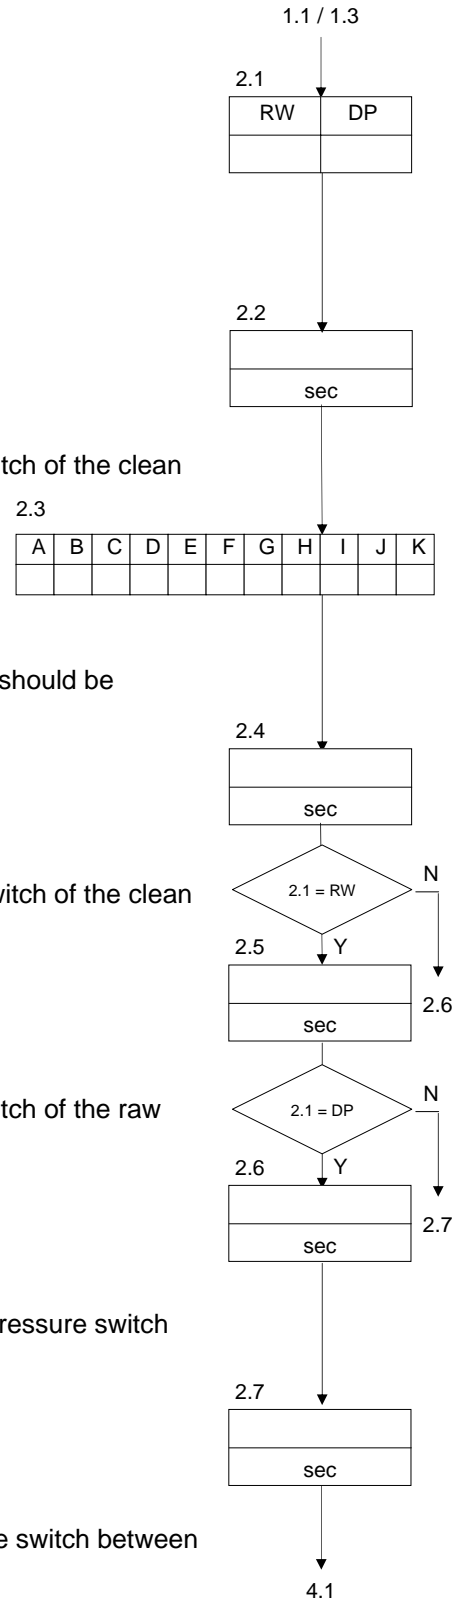 1.1 / 1.3
2.1
RW DP
2.2
sec
tch of the clean
2.3
A B C D E F G H I J K
should be
2.4
sec
2.1 = RW N
witch of the clean
Y
2.5
2.6
sec
tch of the raw
2.1 = DP N
Y
2.6
2.7
sec
ressure switch
2.7
sec
e switch between
4.1